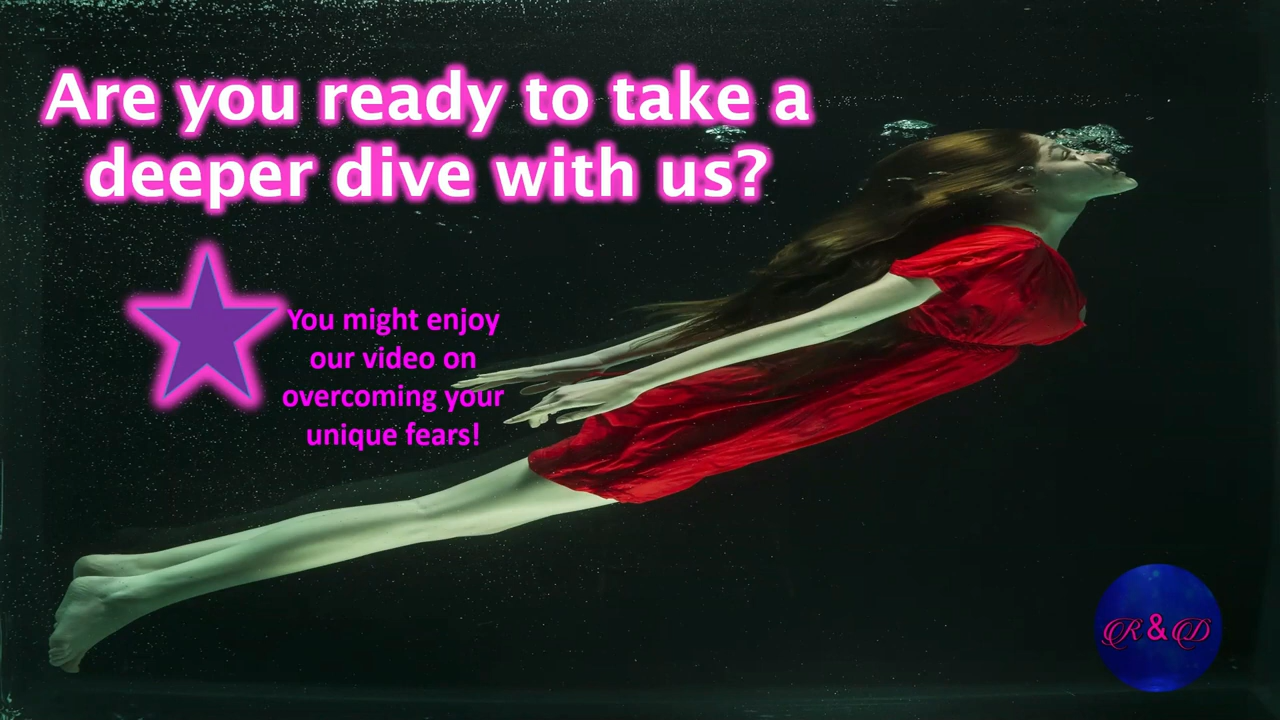 Are you ready to take a
deeper dive with us?
You might enjoy
our video on
overcoming your
unique fears!
R & D